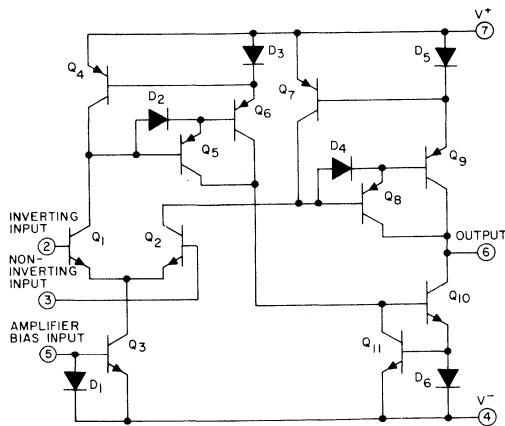 V+
7
D3
D5
Q4
Q7
D2
Q6
Q5
D4
Q9
Q8
INVERTING
INPUT
2
Q1
Q2
OUTPUT
6
NON-
INVERTING
INPUT
3
Q10
AMPLIFIER
BIAS INPUT
5
Q3
Q11
D1
D6
V-
4